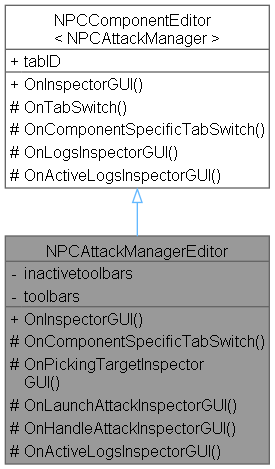 NPCComponentEditor
< NPCAttackManager >
+ tabID
+ OnInspectorGUI()
# OnTabSwitch()
# OnComponentSpecificTabSwitch()
# OnLogsInspectorGUI()
# OnActiveLogsInspectorGUI()
NPCAttackManagerEditor
- inactivetoolbars
- toolbars
+ OnInspectorGUI()
# OnComponentSpecificTabSwitch()
# OnPickingTargetInspector
GUI()
# OnLaunchAttackInspectorGUI()
# OnHandleAttackInspectorGUI()
# OnActiveLogsInspectorGUI()